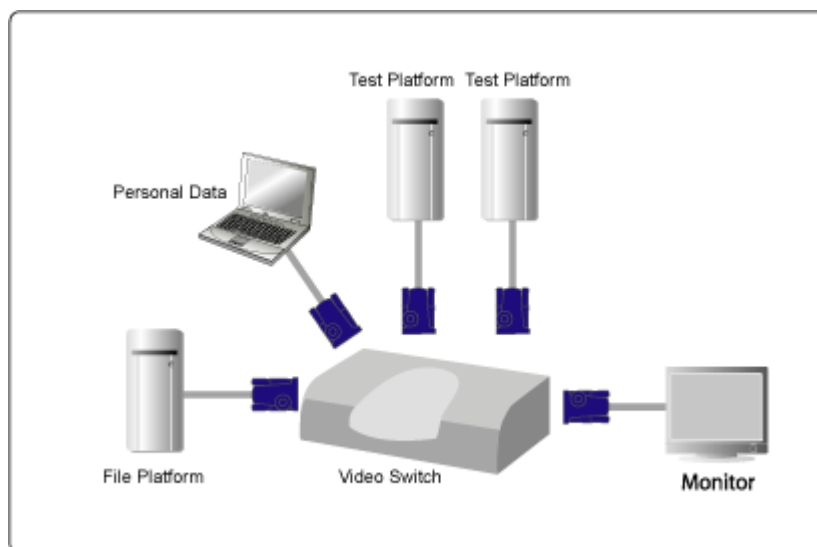 Test Platform Test Platform
Personal Data
File Platform
Video Switch
Monitor